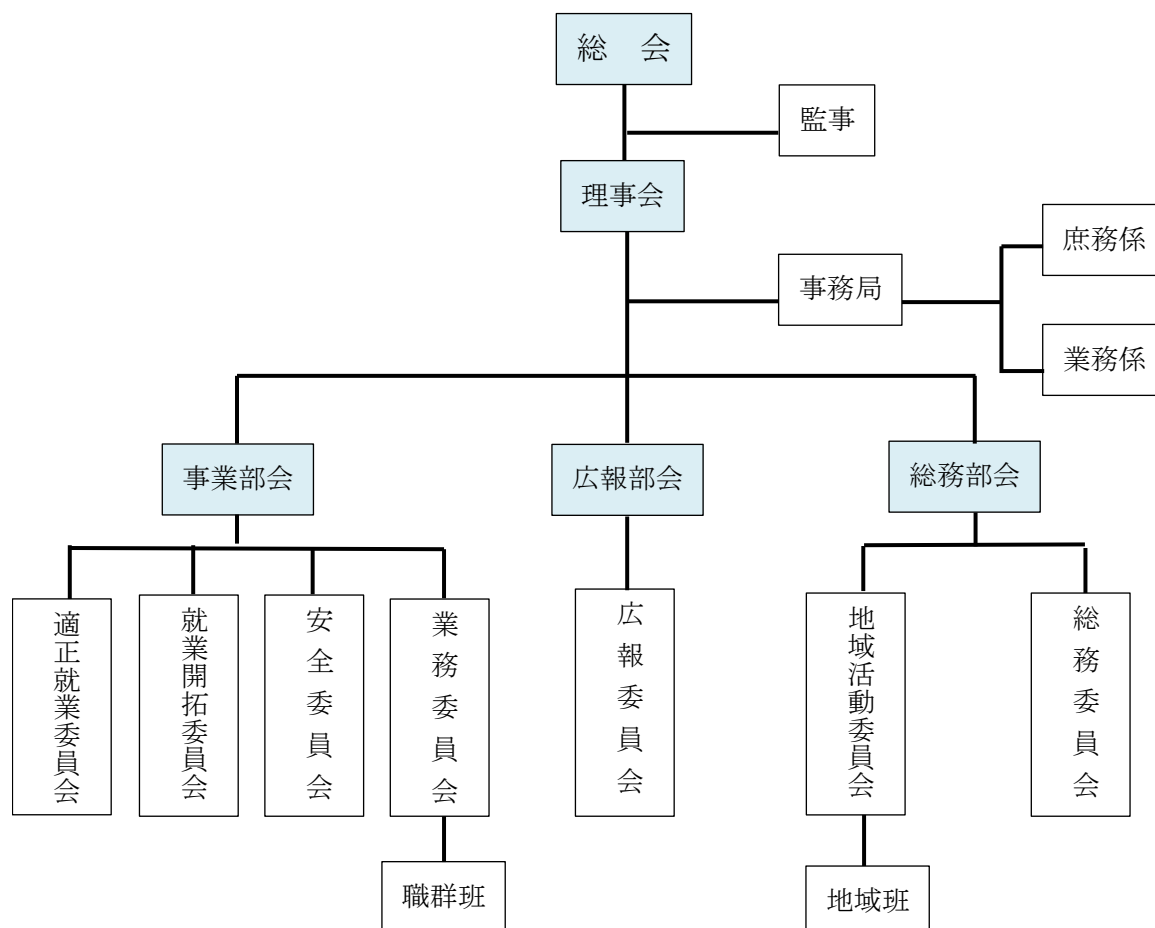 総　会
監事
理事会
庶務係
事務局
業務係
事業部会
広報部会
総務部会
適正就業委員会
就業開拓委員会
安全委員会
業務委員会
広報委員会
地域活動委員会
総務委員会
職群班
地域班